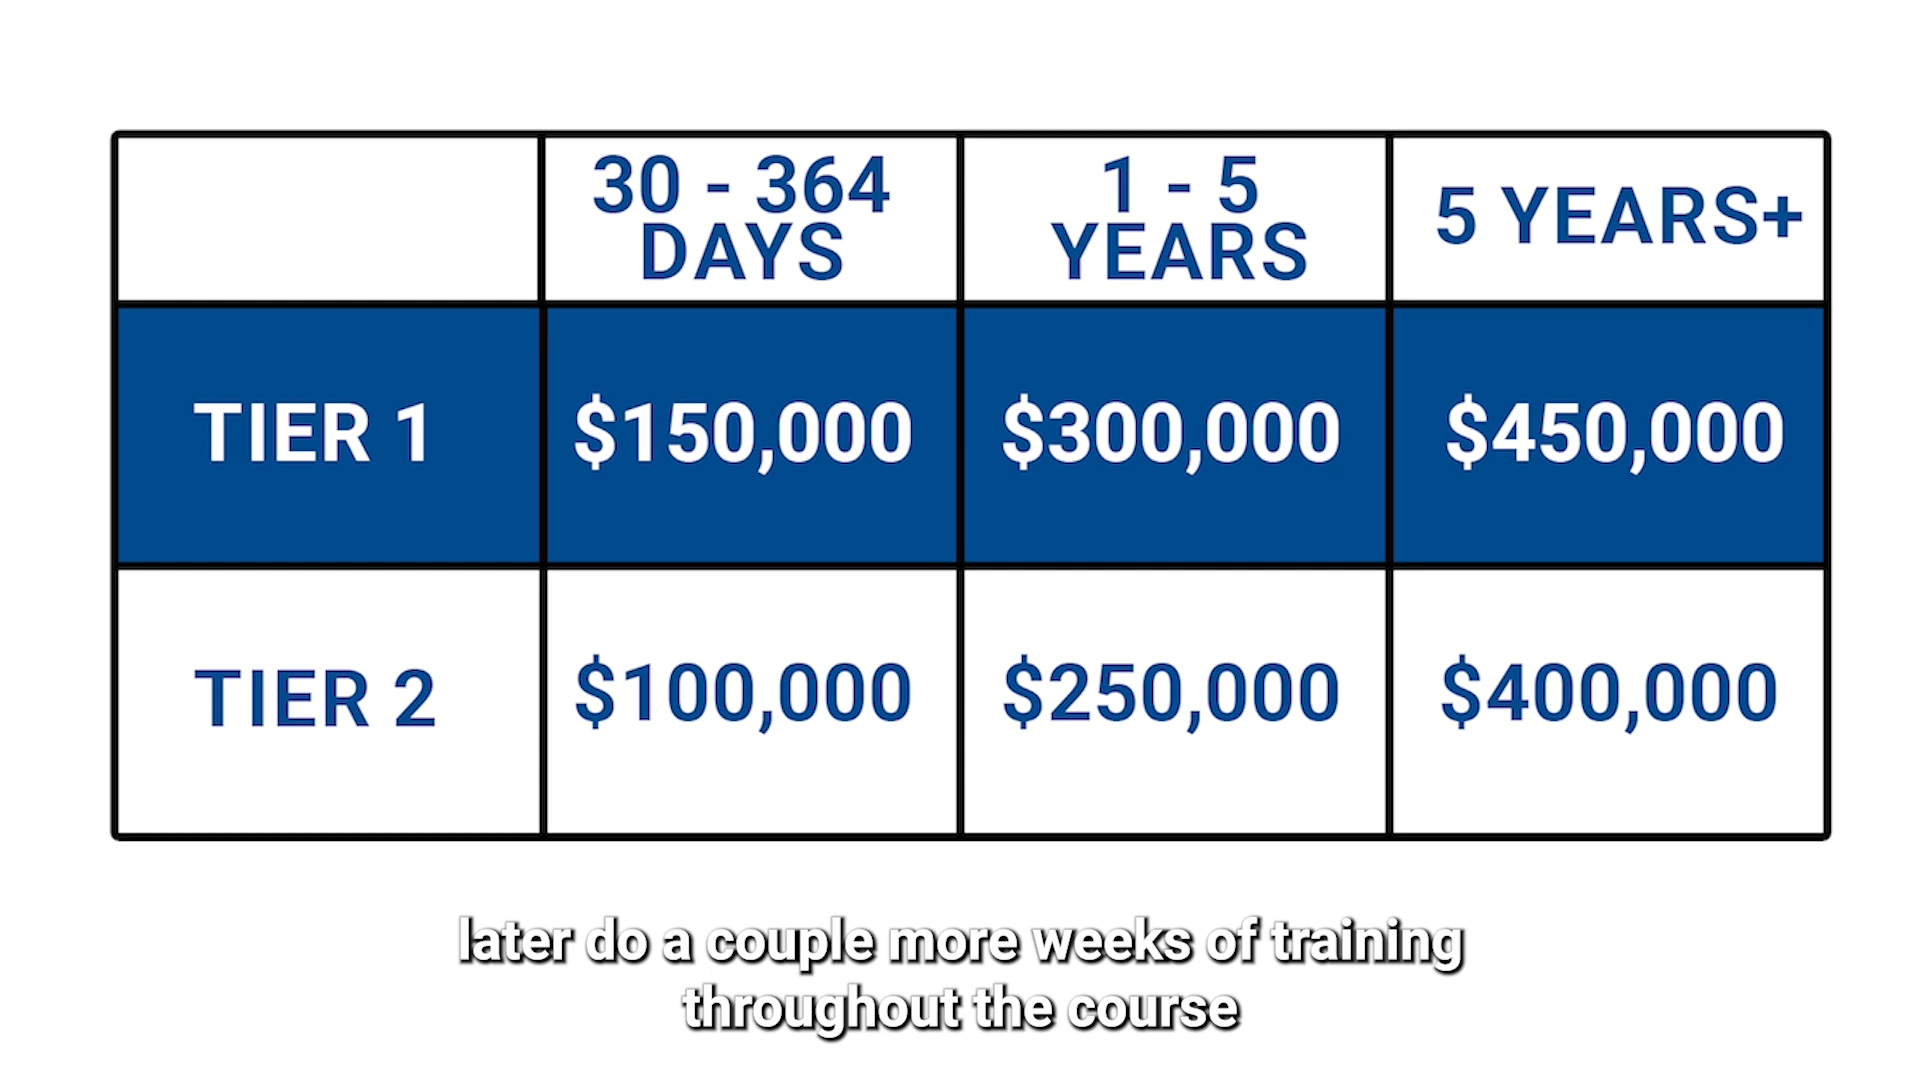 30 - 364
DAYS
1 - 5
YEARS
5 YEARS+
TIER 1
$150,000
$300,000
$450,000
TIER 2
$100,000
$250,000
$400,000
later do a couple more weeks of training
throughout the course